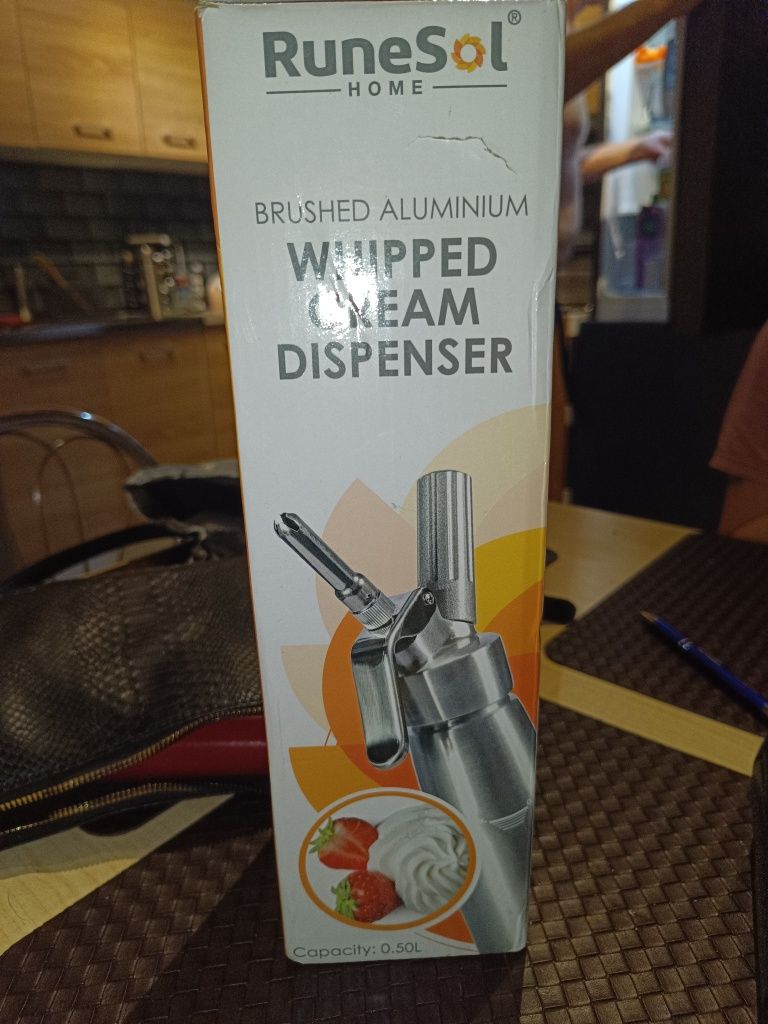 RuneSol®
HOME
BRUSHED ALUMINIUM
WHIPPED
CREAM
DISPENSER
Capacity: 0.50L